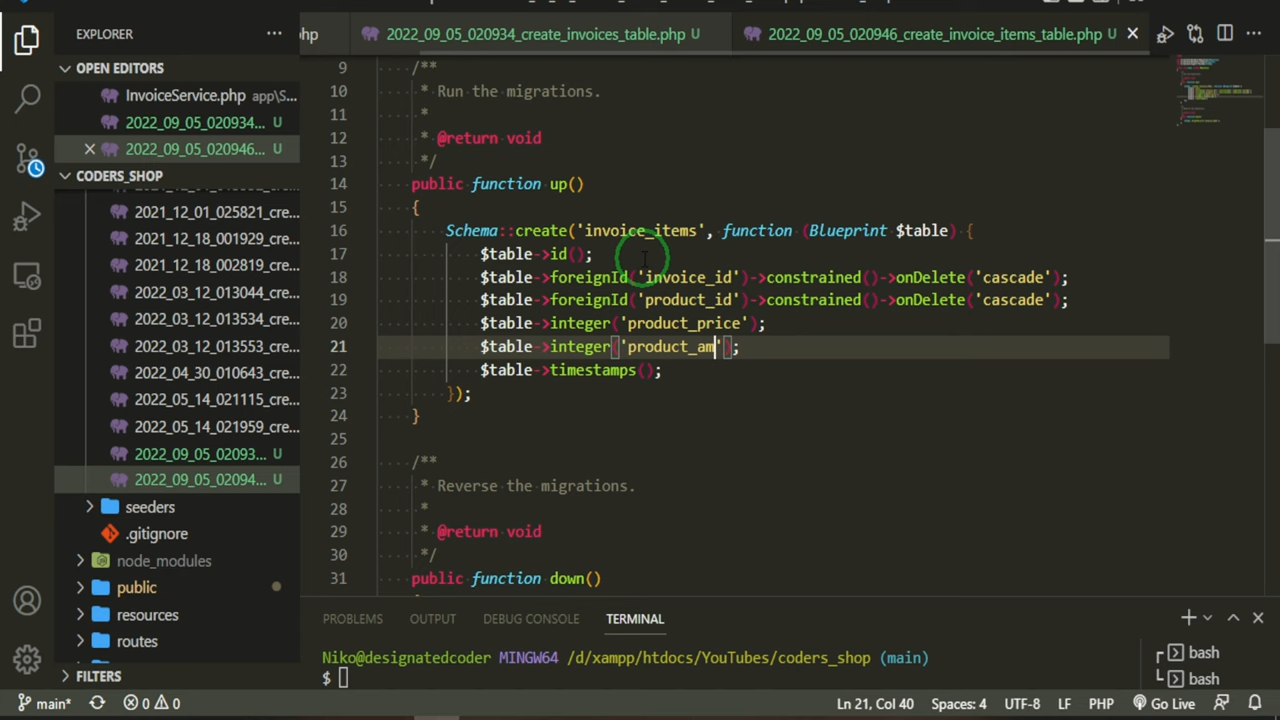 EXPLORER
OPEN EDITORS
InvoiceService.php app\S...
2022_09_05_020934... U
2022_09_05_020946... U
CODERS_SHOP
2021_12_01_025821_cre...
2021_12_18_001929_cre...
2021_12_18_002819_cre...
2022_03_12_013044_cre...
2022_03_12_013534_cre...
2022_03_12_013553_cre...
2022_04_30_010643_cre...
2022_05_14_021115_cre...
2022_05_14_021959_cre...
2022_09_05_02093... U
2022_09_05_02094... U
seeders
.gitignore
node_modules
public
resources
routes
FILTERS
hp 2022_09_05_020934_create_invoices_table.php U 2022_09_05_020946_create_invoice_items_table.php U
9 /**
10 * Run the migrations.
11 *
12 * @return void
13 */
14 public function up()
15 {
16 Schema::create('invoice_items', function (Blueprint $table) {
17 $table->id();
18 $table->foreignId('invoice_id')->constrained()->onDelete('cascade');
19 $table->foreignId('product_id')->constrained()->onDelete('cascade');
20 $table->integer('product_price');
21 $table->integer('product_am');
22 $table->timestamps();
23 });
24 }
25
26 /**
27 * Reverse the migrations.
28 *
29 * @return void
30 */
31 public function down()
PROBLEMS OUTPUT DEBUG CONSOLE TERMINAL
Niko@designatedcoder MINGW64 /d/xampp/htdocs/YouTubes/coders_shop (main)
$
bash
bash
main* 0 0 Ln 21, Col 40 Spaces: 4 UTF-8 LF PHP Go Live